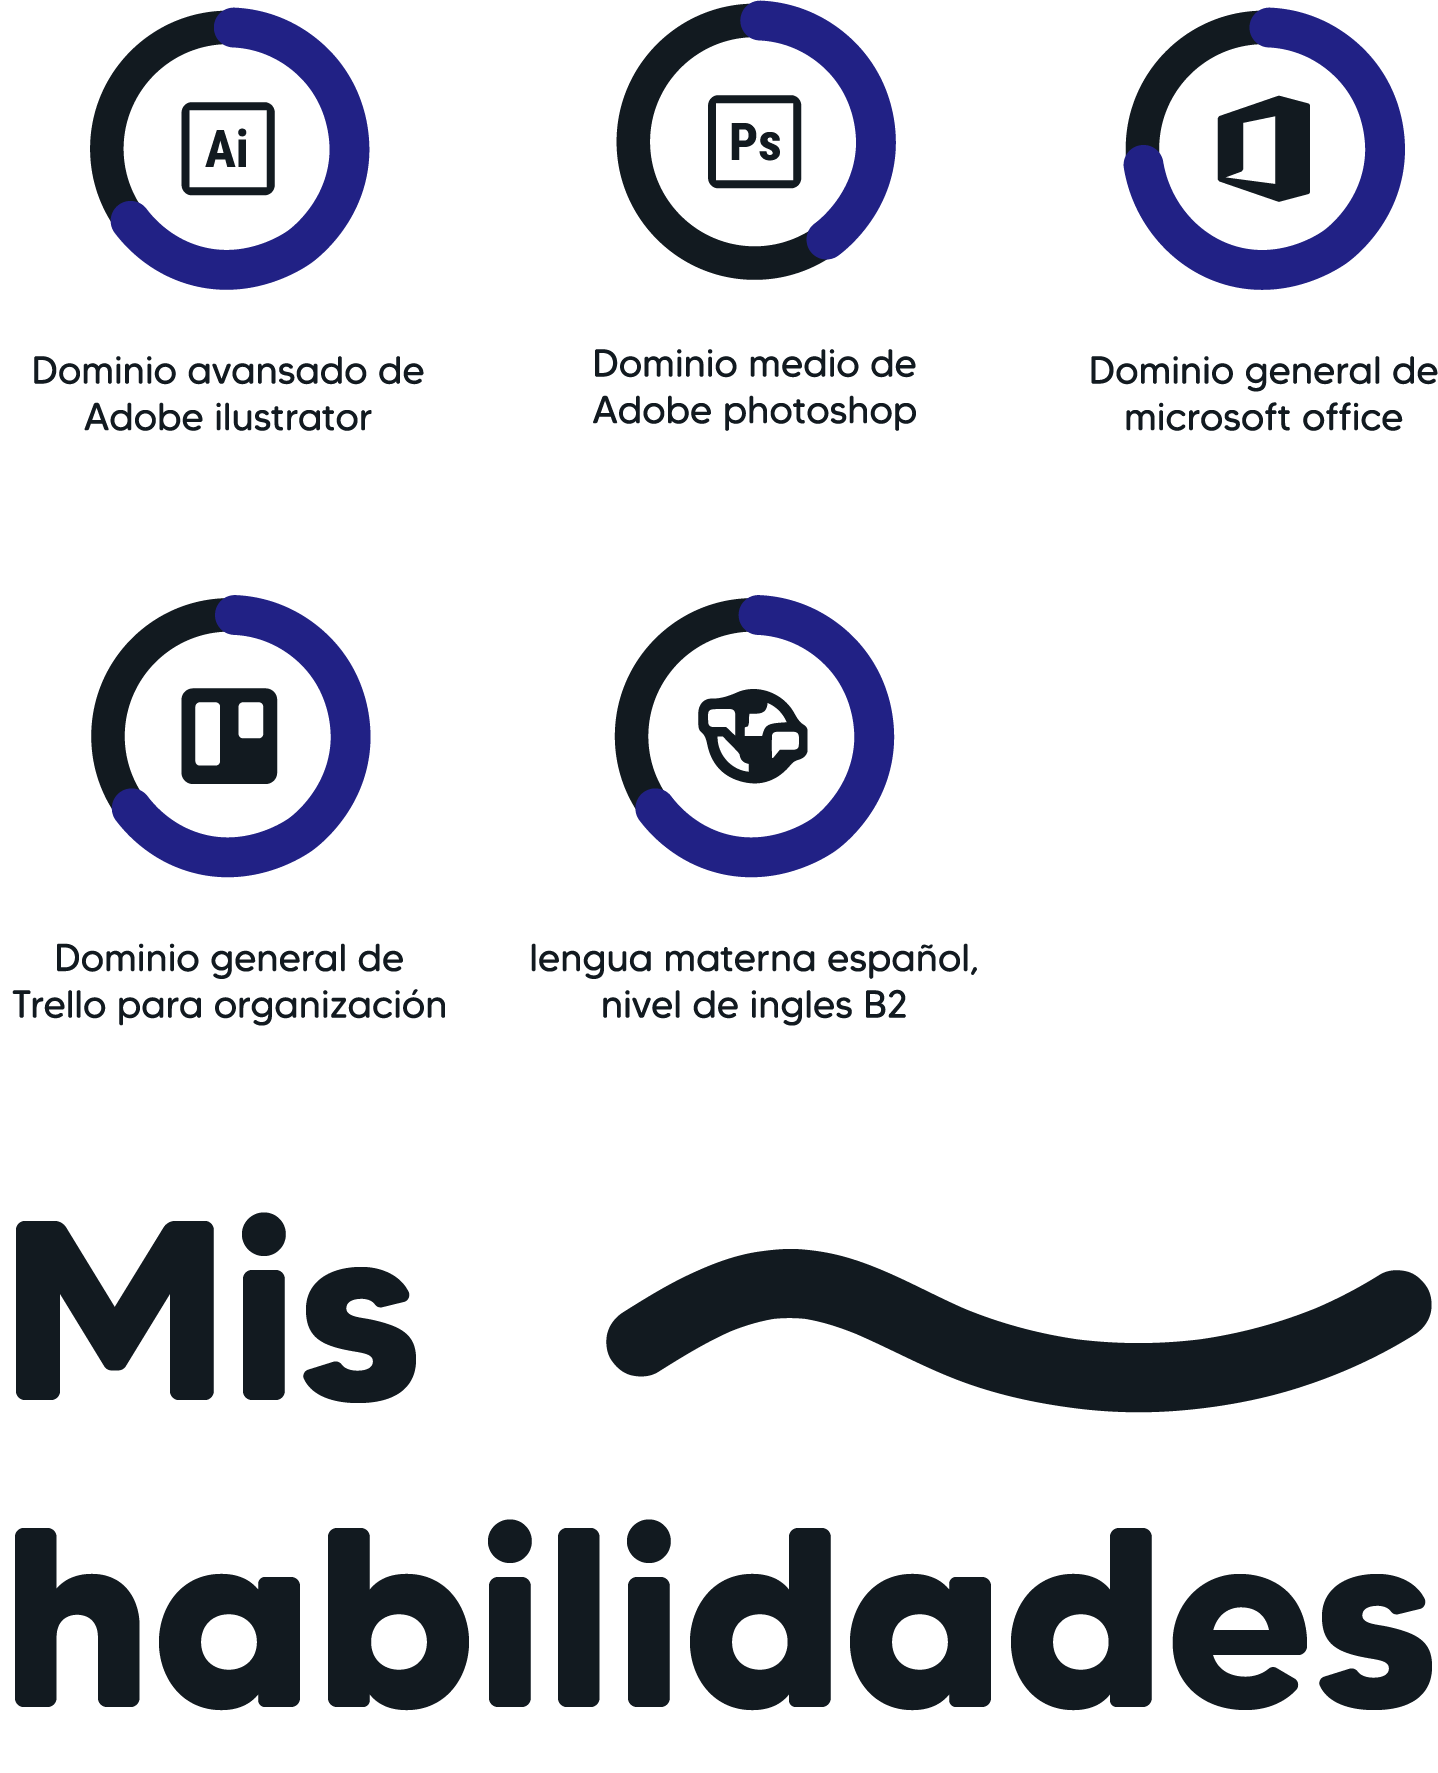 Ai
Ps
Dominio avansado de
Adobe ilustrator
Dominio medio de
Adobe photoshop
Dominio general de
microsoft office
Dominio general de
Trello para organización
lengua materna español,
nivel de ingles B2
Mis
habilidades